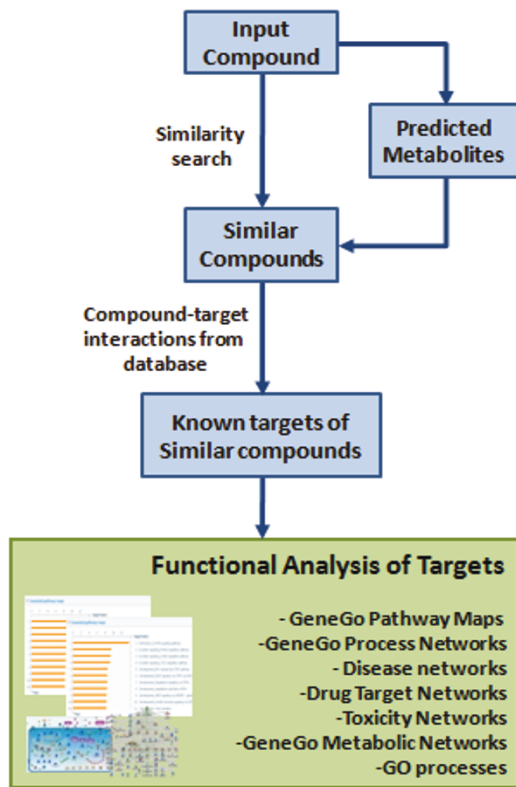 Input
Compound
Similarity
search
Predicted
Metabolites
Similar
Compounds
Compound-target
interactions from
database
Known targets of
Similar compounds
Functional Analysis of Targets
-GeneGo Pathway Maps
-GeneGo Process Networks
-Disease networks
-Drug Target Networks
-Toxicity Networks
-GeneGo Metabolic Networks
-GO processes